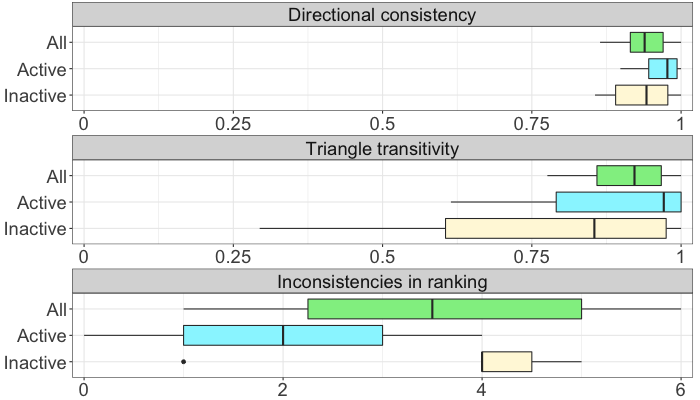 Directional consistency
All
Active
Inactive
0 0.25 0.5 0.75 1
Triangle transitivity
All
Active
Inactive
0 0.25 0.5 0.75 1
Inconsistencies in ranking
All
Active
Inactive
0 2 4 6